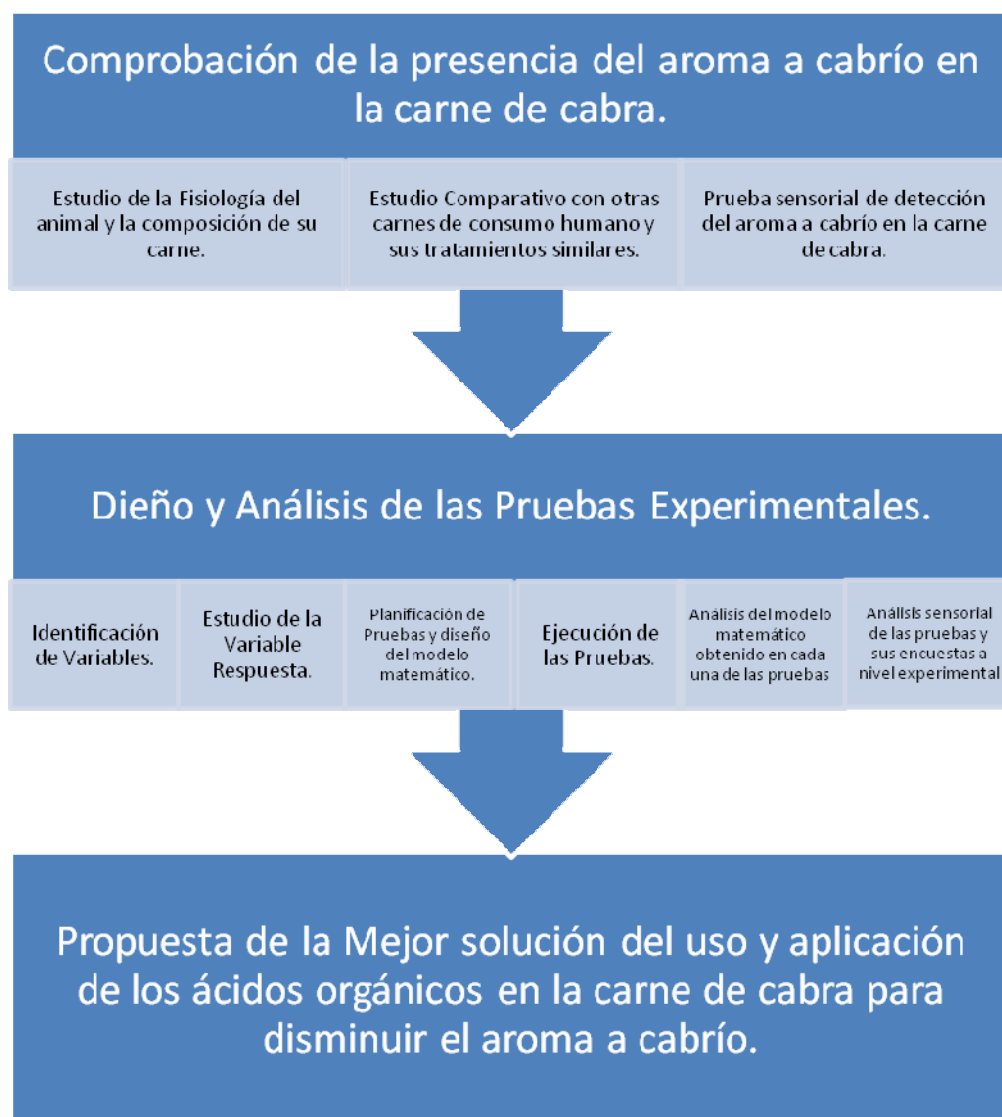 Comprobación de la presencia del aroma a cabrío en
la carne de cabra.
Estudio de la Fisiología del
animal y la composición de su
carne.
Estudio Comparativo con otras
carnes de consumo humano y
sus tratamientos similares.
Prueba sensorial de detección
del aroma a cabrío en la carne
de cabra.
Dieño y Análisis de las Pruebas Experimentales.
Identificación
de Variables.
Estudio de la
Variable
Respuesta.
Planificación de
Pruebas y diseño
del modelo
matemático.
Ejecución de
las Pruebas.
Análisis del modelo
matemático
obtenido en cada
una de las pruebas
Análisis sensorial
de las pruebas y
sus encuestas a
nivel experimental
Propuesta de la Mejor solución del uso y aplicación
de los ácidos orgánicos en la carne de cabra para
disminuir el aroma a cabrío.